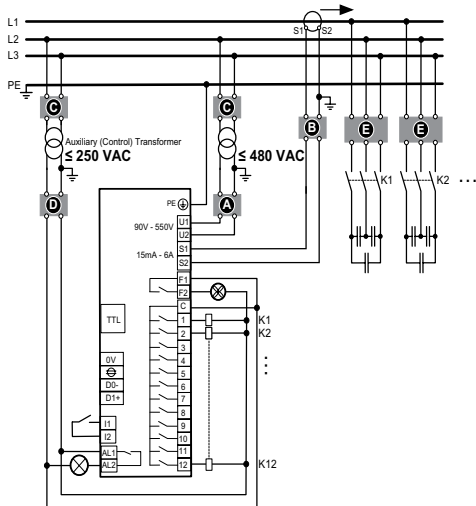 L1
S1 S2
L2
L3
PE
C C
B E E
Auxiliary (Control) Transformer
≤ 250 VAC ≤ 480 VAC
K1 K2 ...
D A
PE
90V - 550V
U1
U2
15mA - 6A
S1
S2
F1
F2
C
TTL
1 K1
2 K2
3
0V 4
5
D0- 6
D1+ 7
8
I1 9
I2 10
AL1 11
AL2 12 K12